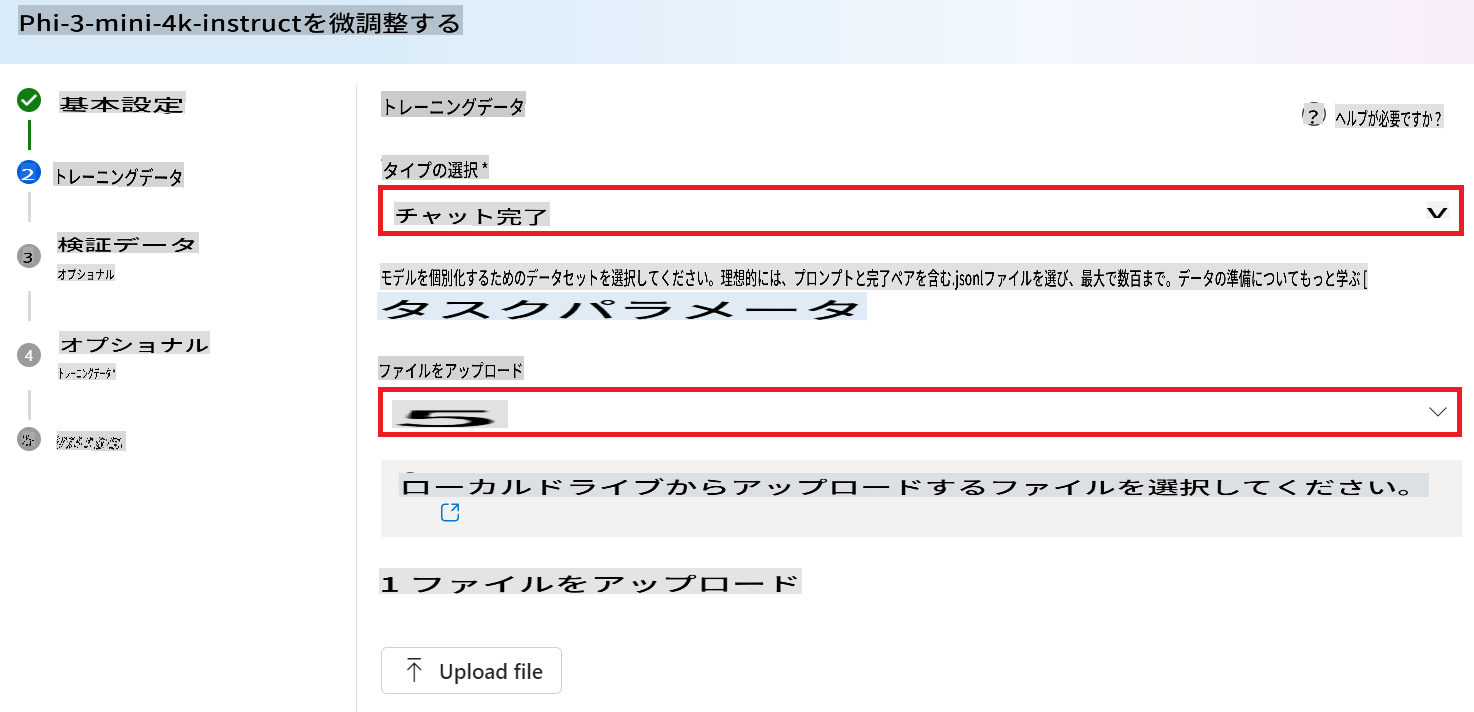 Phi-3-mini-4k-instructを微調整する
基本設定
2
トレーニングデータ
3
検証データ
オプショナル
4
オプショナル
トレーニングデータ*
トレーニングデータ
? ヘルプが必要ですか？
タイプの選択 *
チャット完了
モデルを個別化するためのデータセットを選択してください。理想的には、プロンプトと完了ペアを含む.jsonlファイルを選び、最大で数百まで。データの準備についてもっと学ぶ [
タスクパラメータ
ファイルをアップロード
5
ローカルドライブからアップロードするファイルを選択してください。
1 ファイルをアップロード
Upload file